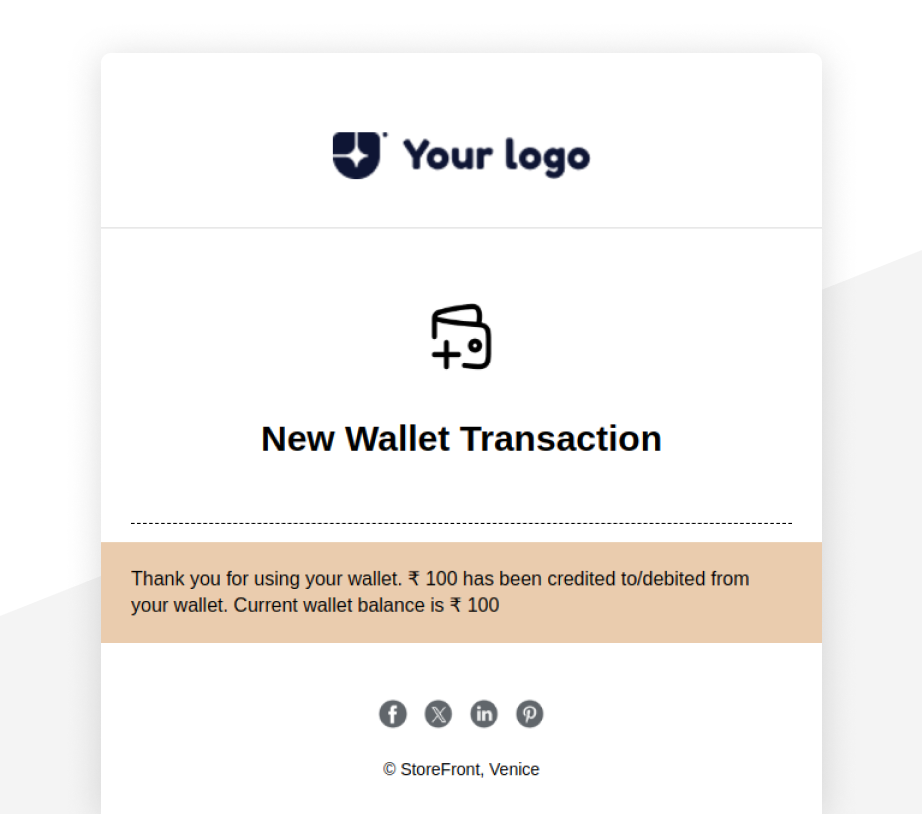 Your logo
New Wallet Transaction
Thank you for using your wallet. ₹ 100 has been credited to/debited from
your wallet. Current wallet balance is ₹ 100
© StoreFront, Venice